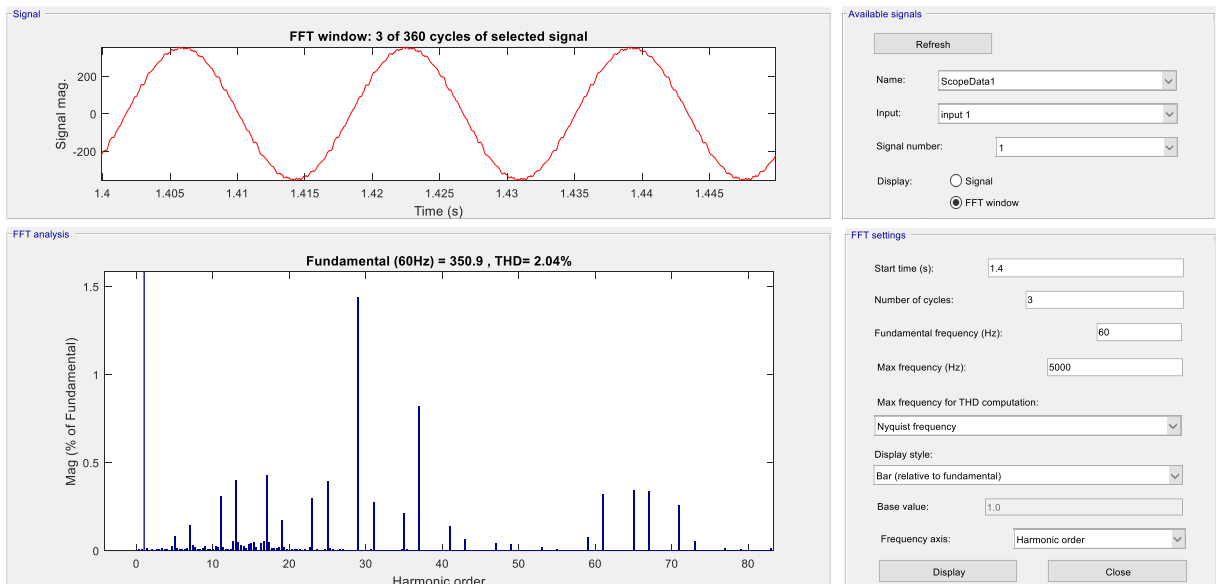 Signal
FFT window: 3 of 360 cycles of selected signal
Signal mag.
200
0
-200
1.4
1.405
1.41
1.415
1.42
1.425
1.43
1.435
1.44
1.445
Time (s)
FFT analysis
Fundamental (60Hz) = 350.9 , THD= 2.04%
Mag (% of Fundamental)
1.5
1
0.5
0
0
10
20
30
40
50
60
70
80
Harmonic order
Available signals
Refresh
Name:
ScopeData1
Input:
input 1
Signal number:
1
Display:
Signal
FFT window
FFT settings
Start time (s):
1.4
Number of cycles:
3
Fundamental frequency (Hz):
60
Max frequency (Hz):
5000
Max frequency for THD computation:
Nyquist frequency
Display style:
Bar (relative to fundamental)
Base value:
1.0
Frequency axis:
Harmonic order
Display
Close